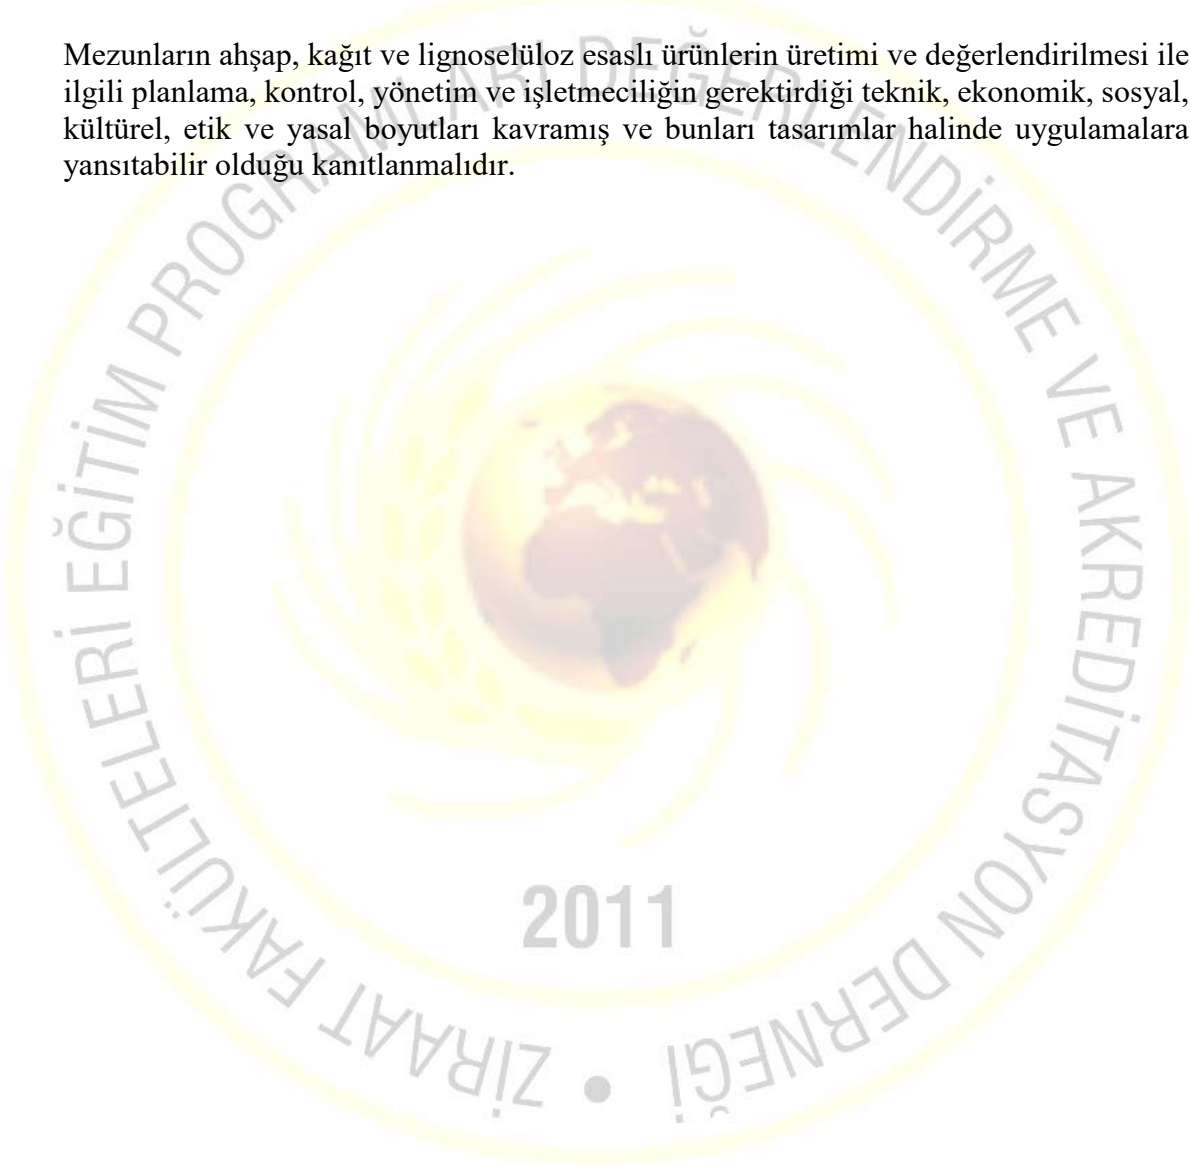 Mezunların ahşap, kağıt ve lignoselüloz esaslı ürünlerin üretimi ve değerlendirilmesi ile
ilgili planlama, kontrol, yönetim ve işletmeciliğin gerektirdiği teknik, ekonomik, sosyal,
kültürel, etik ve yasal boyutları kavramış ve bunları tasarımlar halinde uygulamalara
yansıtabilir olduğu kanıtlanmalıdır.
ZİRAAT FAKÜLTELERİ EĞİTİM PROGRAMLARI DEĞERLENDİRME VE AKREDİTASYON DERNEĞİ •
2011